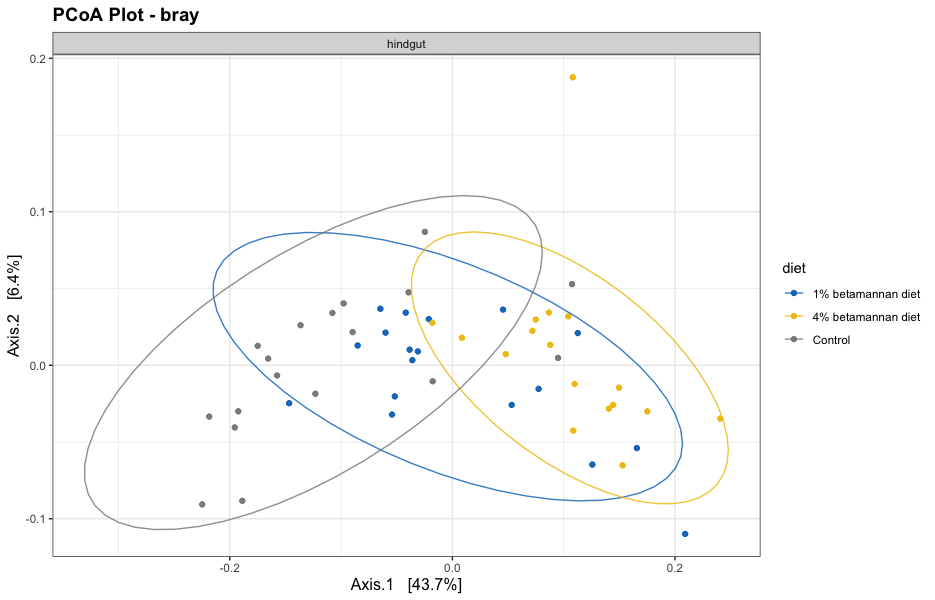 PCoA Plot - bray
hindgut
0.2
0.1
0.0
-0.1
Axis.2 [6.4%]
-0.2
0.0
0.2
Axis.1 [43.7%]
diet
1% betamannan diet
4% betamannan diet
Control